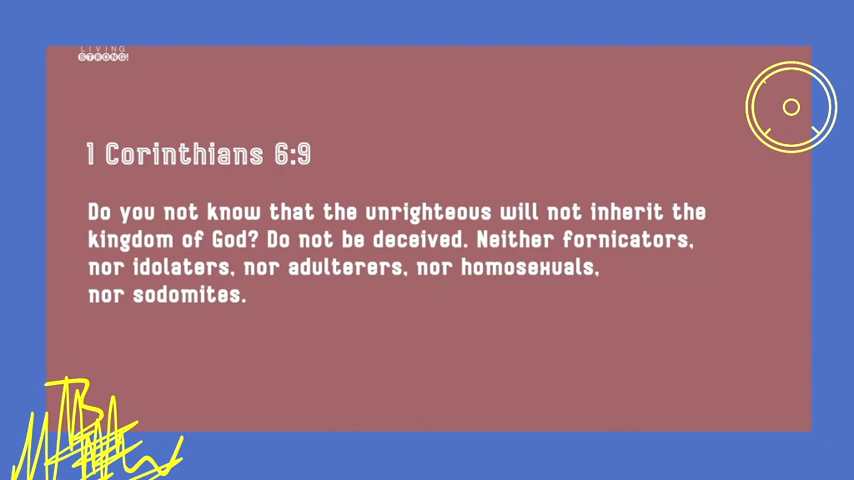 LIVING
STRONG!
1 Corinthians 6:9
Do you not know that the unrighteous will not inherit the
kingdom of God? Do not be deceived. Neither fornicators,
nor idolaters, nor adulterers, nor homosexuals,
nor sodomites.